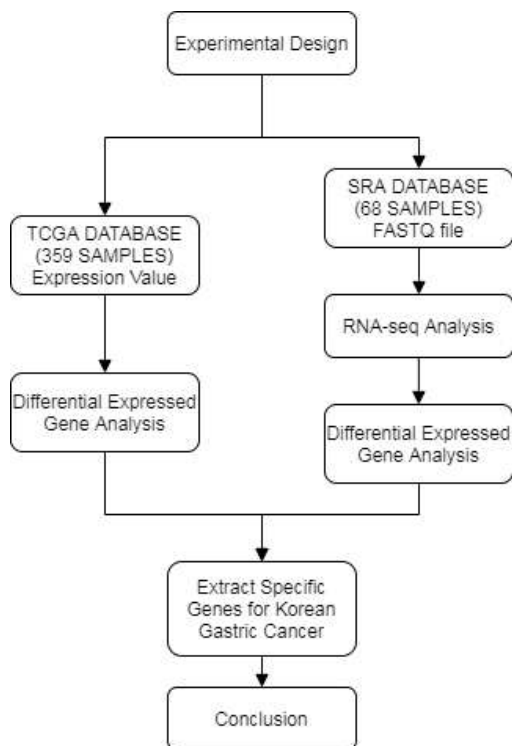 Experimental Design
TCGA DATABASE
(359 SAMPLES)
Expression Value
Differential Expressed
Gene Analysis
SRA DATABASE
(68 SAMPLES)
FASTQ file
RNA-seq Analysis
Differential Expressed
Gene Analysis
Extract Specific
Genes for Korean
Gastric Cancer
Conclusion